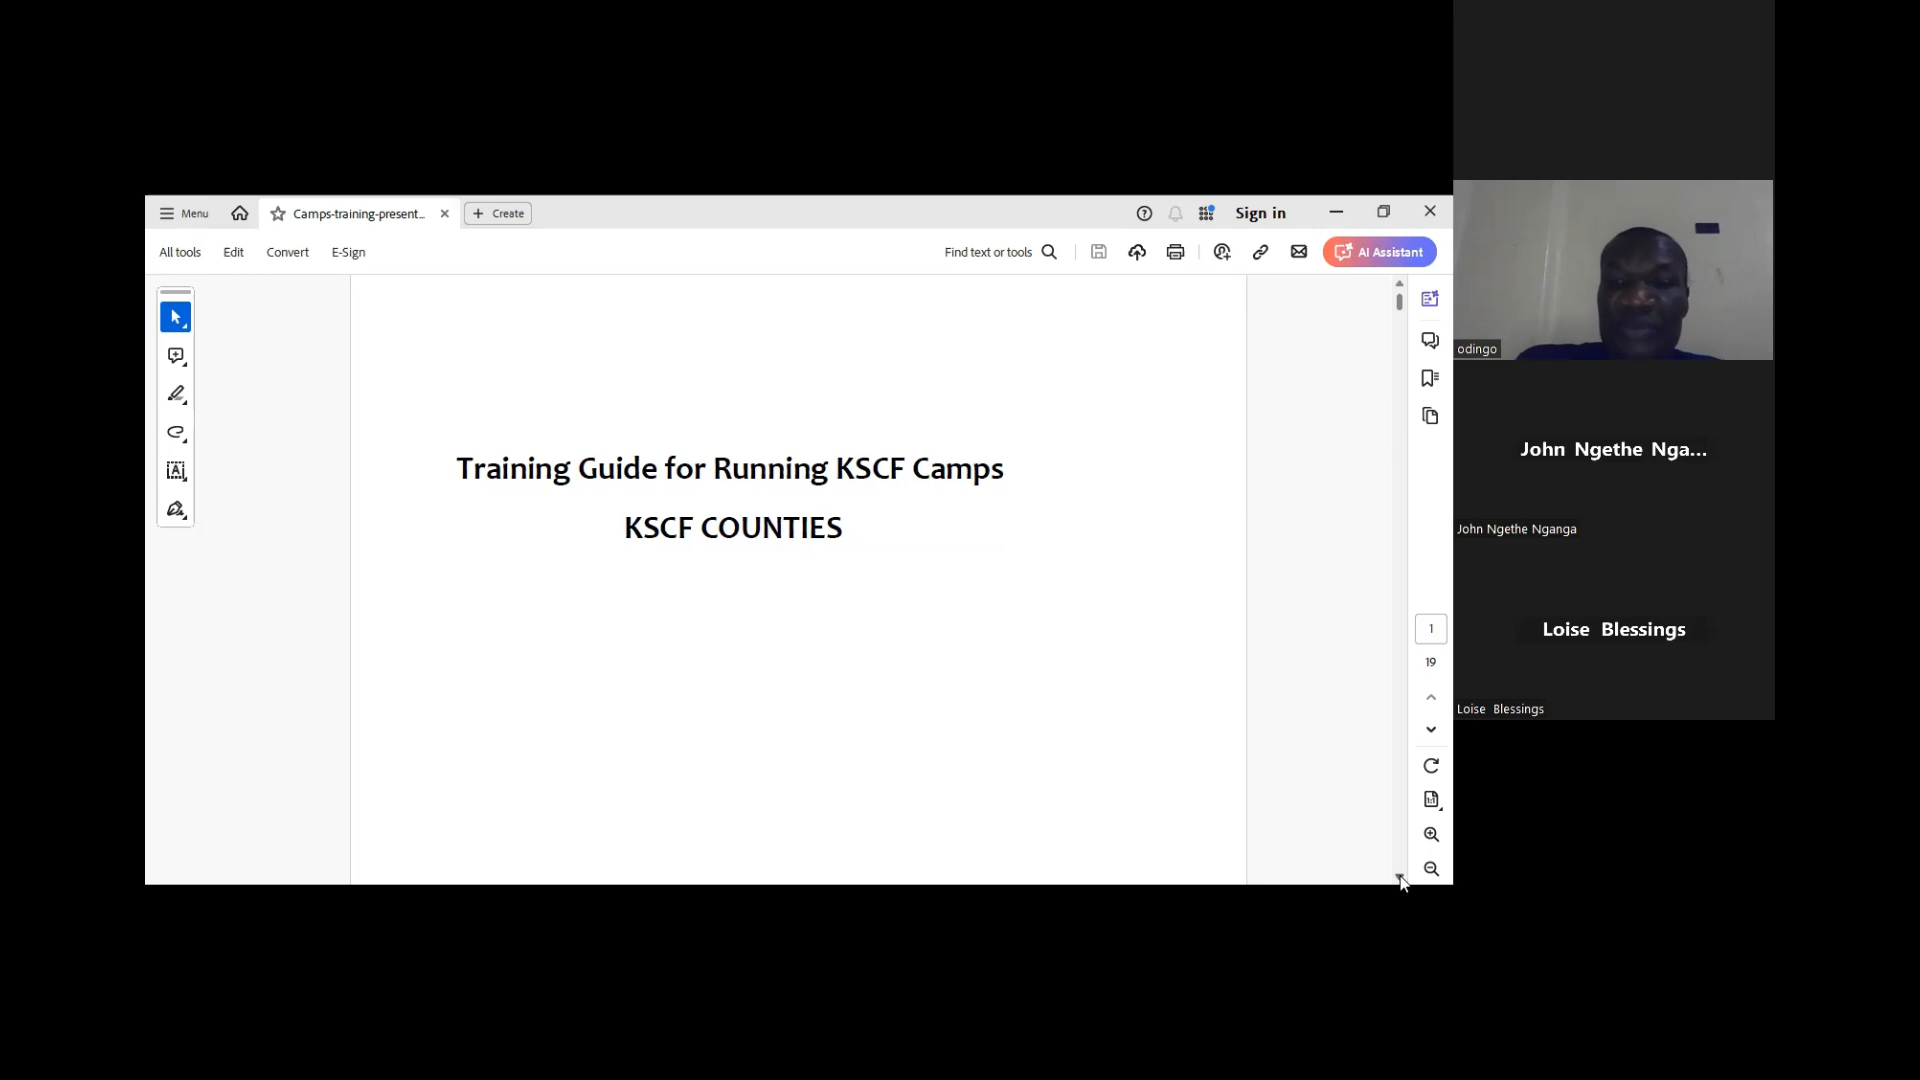 Menu
Camps-training-present...
Create
Sign in
All tools
Edit
Convert
E-Sign
Find text or tools
AI Assistant
Training Guide for Running KSCF Camps
KSCF COUNTIES
1
19
odingo
John Ngethe Nga...
John Ngethe Nganga
Loise Blessings
Loise Blessings